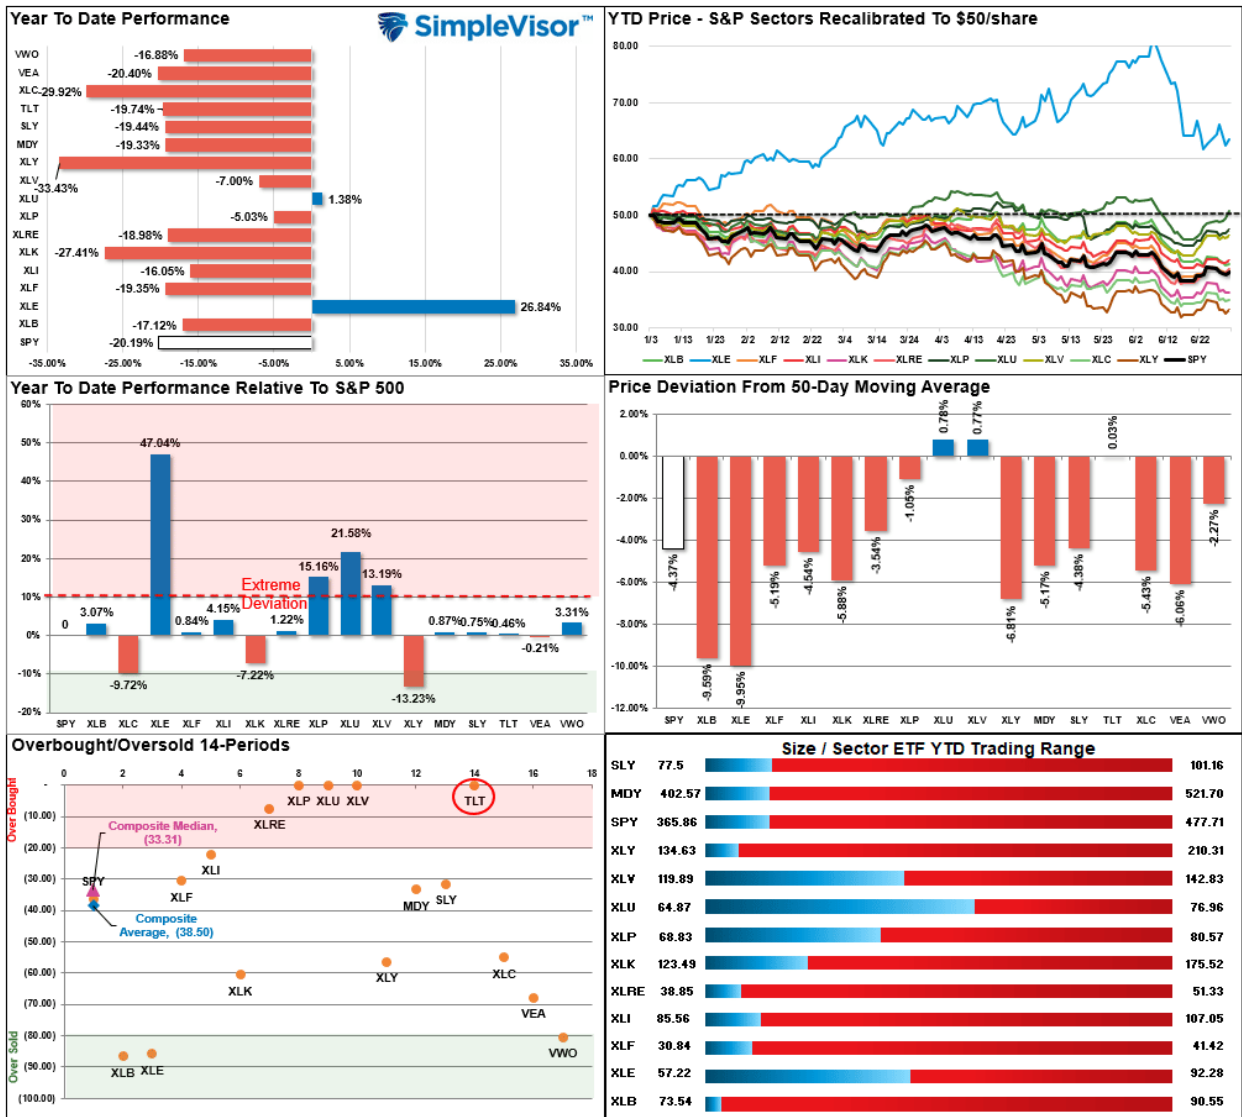 Year To Date Performance
SimpleVisor™
VWO -16.88%
VEA -20.40%
XLC -29.92%
TLT -19.74%
SLY -19.44%
MDY -19.33%
XLY -33.43%
XLV -7.00%
XLU 1.38%
XLP -5.03%
XLRE -18.98%
XLK -27.41%
XLI -16.05%
XLF -19.35%
XLE 26.84%
XLB -17.12%
SPY -20.19%
-35.00% -25.00% -15.00% -5.00% 5.00% 15.00% 25.00% 35.00%
YTD Price - S&P Sectors Recalibrated To $50/share
80.00
70.00
60.00
50.00
40.00
30.00
1/3 1/13 1/23 2/2 2/12 2/22 3/4 3/14 3/24 4/3 4/13 4/23 5/3 5/13 5/23 6/2 6/12 6/22
XLB XLE XLF XLI XLK XLRE XLP XLU XLV XLC XLY SPY
Year To Date Performance Relative To S&P 500
60%
50%
40%
30%
20%
10%
0%
-10%
-20%
Extreme
Deviation
0 3.07% -9.72% 47.04% 0.84% 4.15% -7.22% 1.22% 15.16% 21.58% 13.19% -13.23% 0.87% 0.75% 0.46% -0.21% 3.31%
SPY XLB XLC XLE XLF XLI XLK XLRE XLP XLU XLV XLY MDY SLY TLT VEA VWO
Price Deviation From 50-Day Moving Average
2.00%
0.00%
-2.00%
-4.00%
-6.00%
-8.00%
-10.00%
-12.00%
-4.37% -9.59% -9.95% -5.19% -4.54% -5.88% -3.54% -1.05% 0.78% 0.77% -6.81% -5.17% -4.38% 0.03% -5.43% -6.06% -2.27%
SPY XLB XLE XLF XLI XLK XLRE XLP XLU XLV XLY MDY SLY TLT XLC VEA VWO
Overbought/Oversold 14-Periods
0 2 4 6 8 10 12 14 16 18
-
(10.00)
(20.00)
(30.00)
(40.00)
(50.00)
(60.00)
(70.00)
(80.00)
(90.00)
(100.00)
Over Bought
Over Sold
XLP XLU XLV TLT
XLRE
Composite Median,
(33.31)
XLI
SPY
XLF
MDY SLY
Composite
Average, (38.50)
XLK
XLY
XLC
VEA
VWO
XLB XLE
Size / Sector ETF YTD Trading Range
SLY 77.5 101.16
MDY 402.57 521.70
SPY 365.86 477.71
XLY 134.63 210.31
XLV 119.89 142.83
XLU 64.87 76.96
XLP 68.83 80.57
XLK 123.49 175.52
XLRE 38.85 51.33
XLI 85.56 107.05
XLF 30.84 41.42
XLE 57.22 92.28
XLB 73.54 90.55